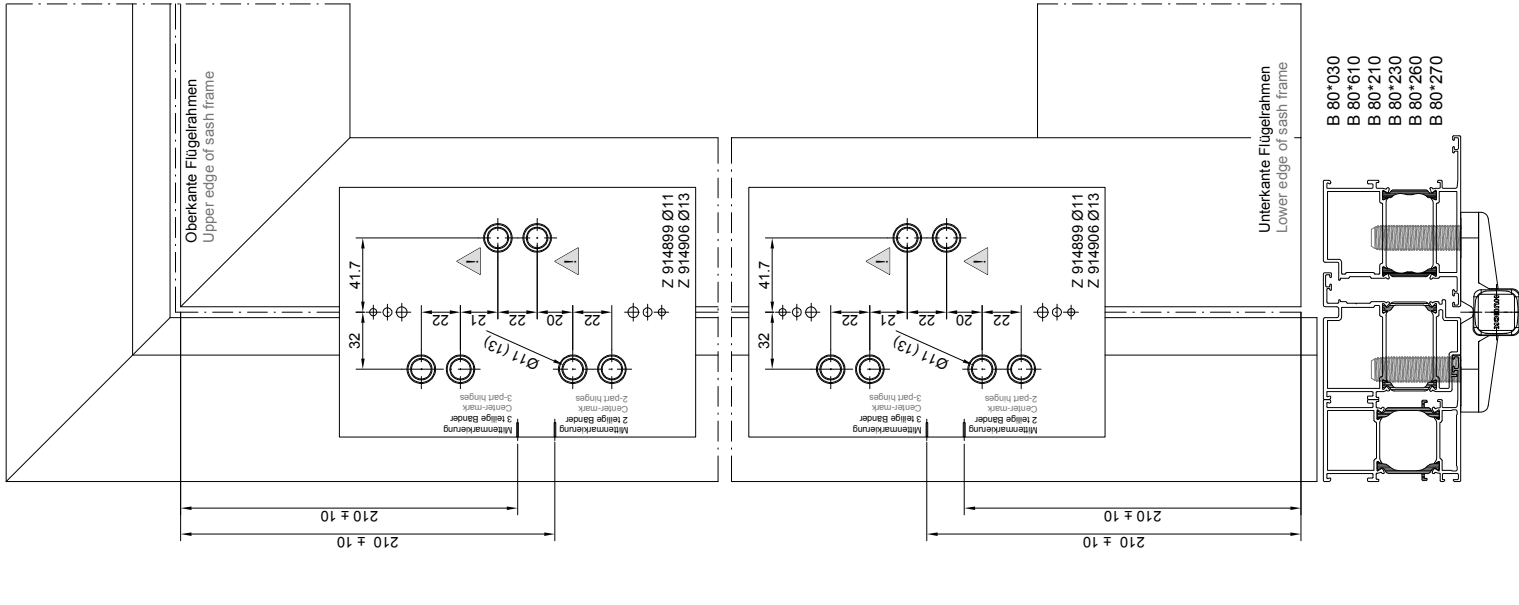 Oberkante Flügelrahmen
Upper edge of sash frame
41.7
32
22
21
22
20
22
Ø11 (13)
Z 914899 Ø11
Z 914906 Ø13
Mittenmarkierung
3 teilige Bänder
Center-mark
3-part hinges
Mittenmarkierung
2 teilige Bänder
Center-mark
2-part hinges
210 ± 10
210 ± 10
41.7
32
22
21
22
20
22
Ø11 (13)
Z 914899 Ø11
Z 914906 Ø13
Mittenmarkierung
3 teilige Bänder
Center-mark
3-part hinges
Mittenmarkierung
2 teilige Bänder
Center-mark
2-part hinges
210 ± 10
210 ± 10
Unterkante Flügelrahmen
Lower edge of sash frame
B 80*030
B 80*610
B 80*210
B 80*230
B 80*260
B 80*270